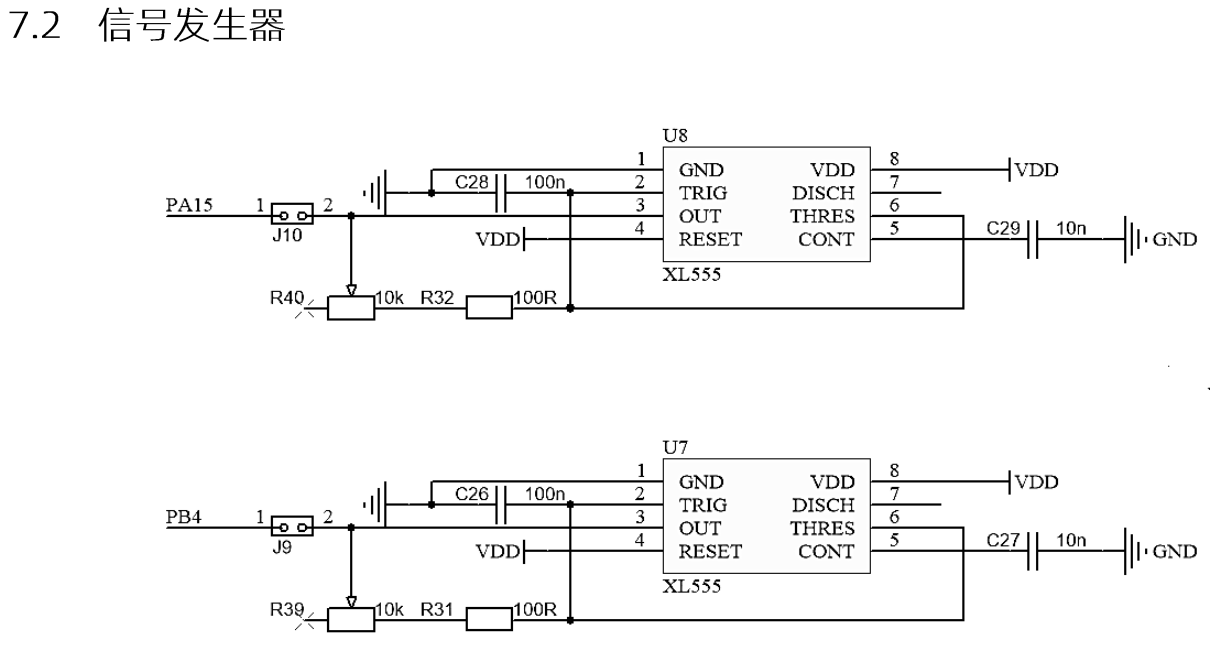 7.2 信号发生器
U8
1 GND VDD 8 VDD
C28 100n 2 TRIG DISCH 7
PA15 1 2 3 OUT THRES 6
J10 VDD 4 RESET CONT 5 C29 10n GND
XL555
R40 10k R32 100R
U7
1 GND VDD 8 VDD
C26 100n 2 TRIG DISCH 7
PB4 1 2 3 OUT THRES 6
J9 VDD 4 RESET CONT 5 C27 10n GND
XL555
R39 10k R31 100R